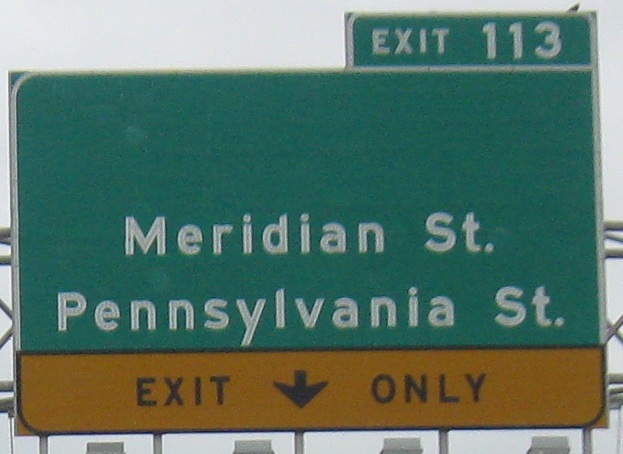 EXIT 113
Meridian St.
Pennsylvania St.
EXIT ONLY